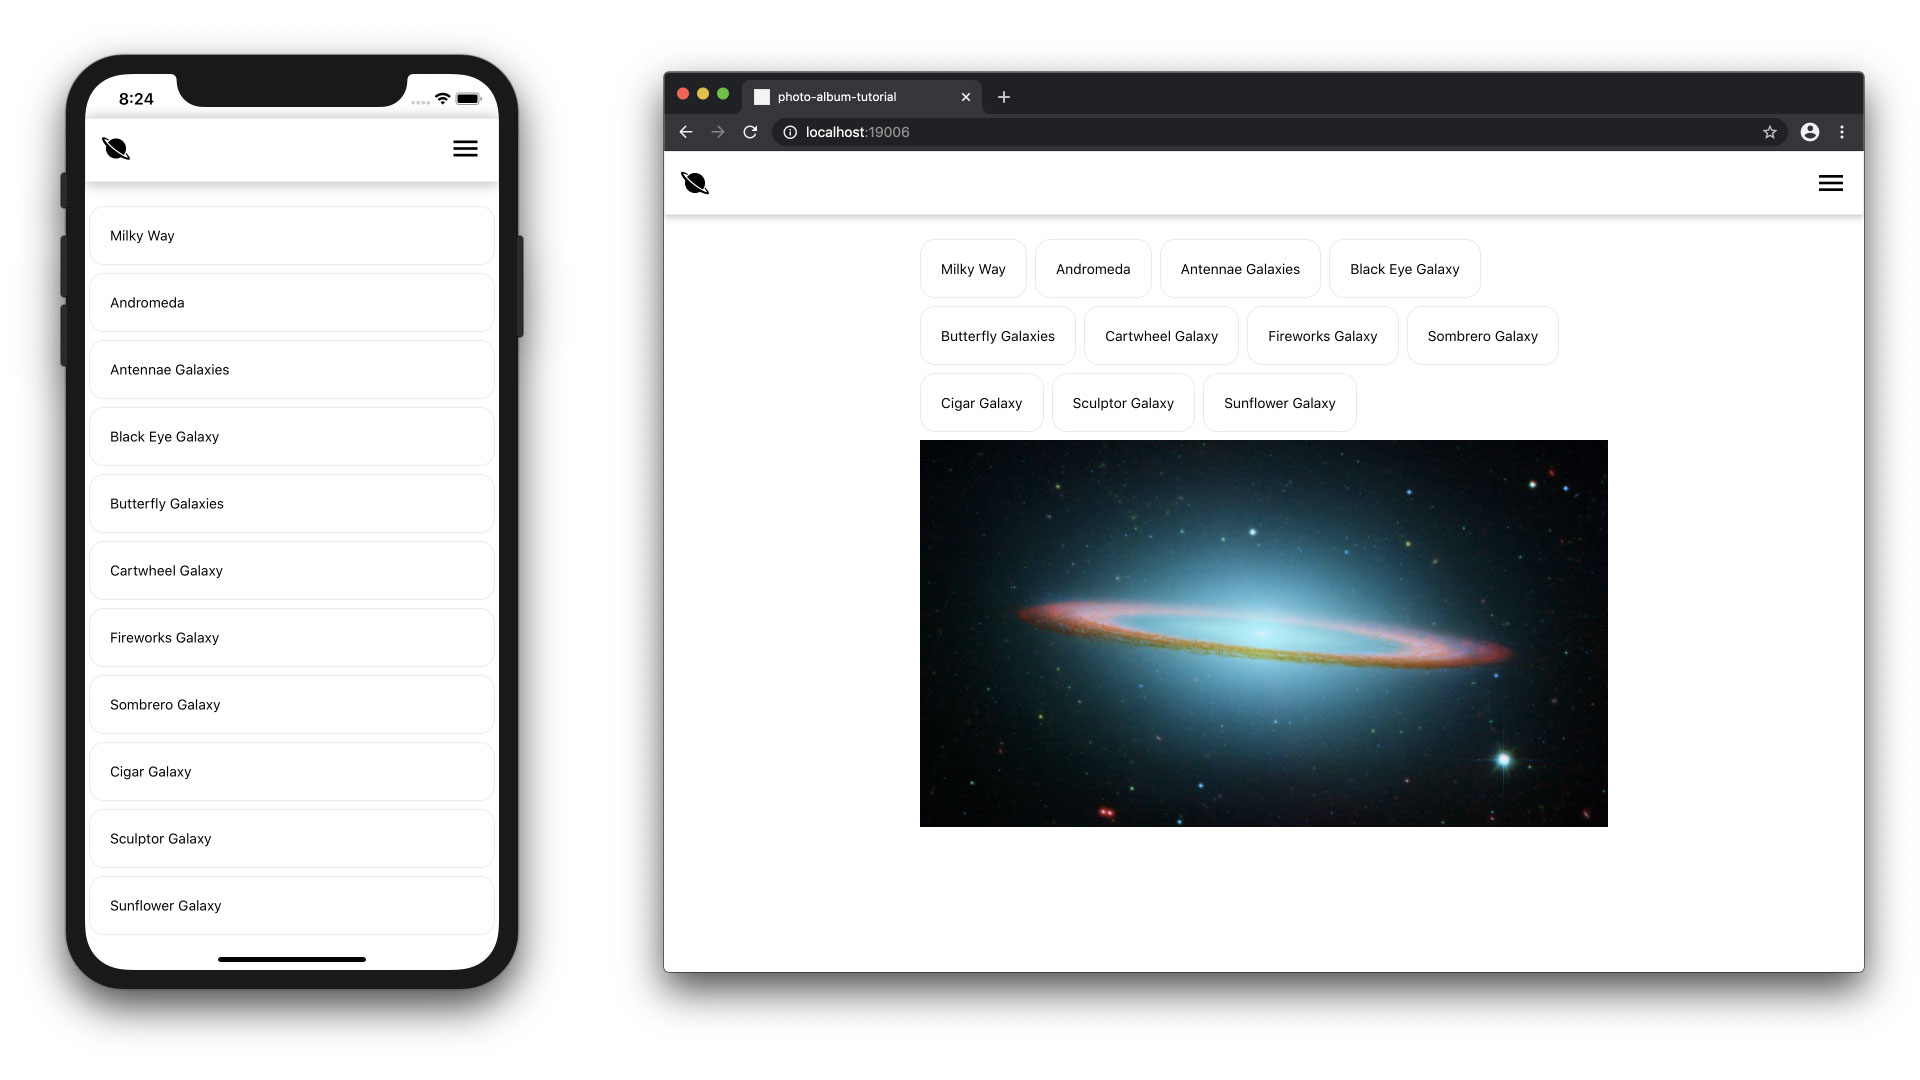 8:24
Milky Way
Andromeda
Antennae Galaxies
Black Eye Galaxy
Butterfly Galaxies
Cartwheel Galaxy
Fireworks Galaxy
Sombrero Galaxy
Cigar Galaxy
Sculptor Galaxy
Sunflower Galaxy
photo-album-tutorial
localhost:19006
Milky Way Andromeda Antennae Galaxies Black Eye Galaxy
Butterfly Galaxies Cartwheel Galaxy Fireworks Galaxy Sombrero Galaxy
Cigar Galaxy Sculptor Galaxy Sunflower Galaxy